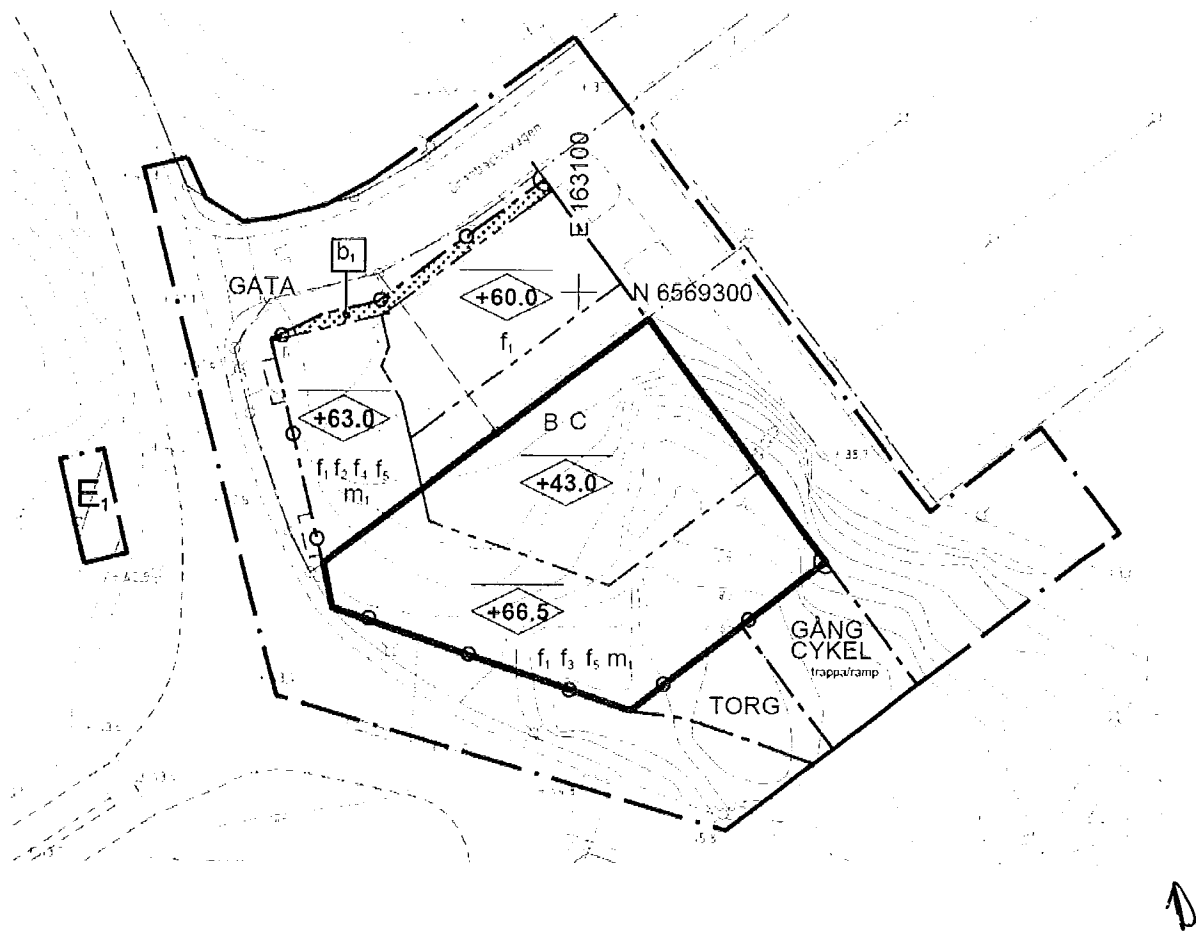 E 163100
b₁
GATA
+60.0
N 6569300
f₁
+63.0
B C
f₁ f₂ f₄ f₅
m₁
+43.0
E₁
+66.5
GÅNG
CYKEL
trappa/ramp
f₁ f₃ f₅ m₁
TORG